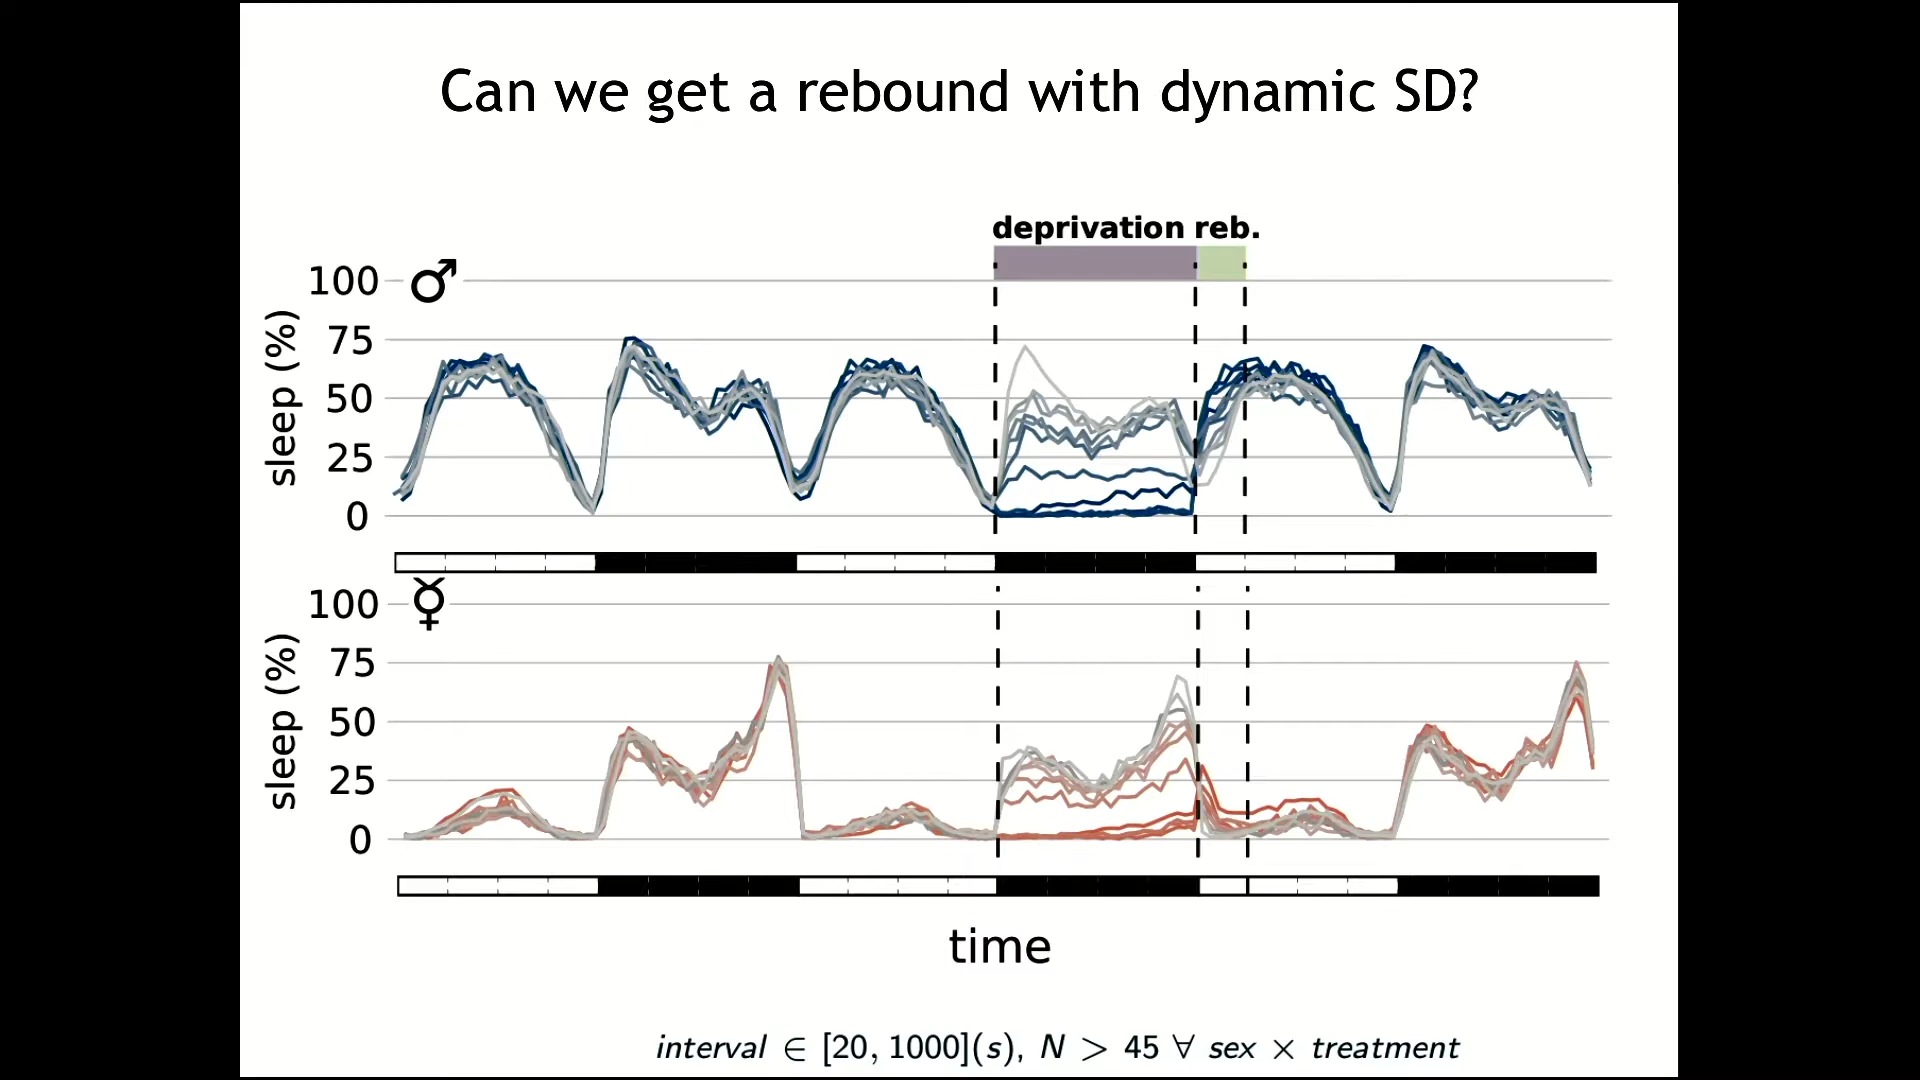 Can we get a rebound with dynamic SD?
deprivation reb.
100
75
50
25
0
sleep (%)
♂
100
75
50
25
0
sleep (%)
☿
time
interval ∈ [20, 1000](s), N > 45 ∀ sex × treatment